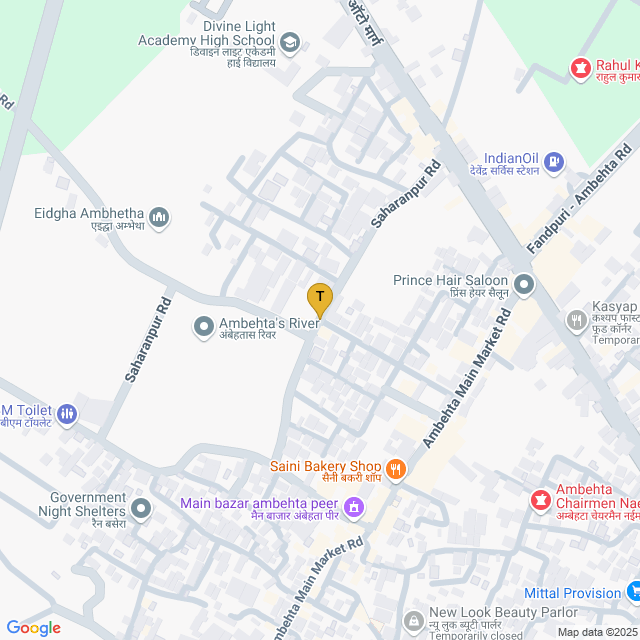 Divine Light
Academy High School
डिवाइन लाइट एकेडमी
हाई विद्यालय
ऑटो मार्ग
Rahul K
राहुल कुमार
Rd
IndianOil
देवेंद्र सर्विस स्टेशन
Fandpuri - Ambehta Rd
Saharanpur Rd
Eidgha Ambhetha
एइद्घा अम्भेथा
Prince Hair Saloon
प्रिंस हेयर सैलून
T
Saharanpur Rd
Ambehta's River
अंबेहतास रिवर
Kasyap
कश्यप फास्ट
फूड कॉर्नर
Temporar
Ambehta Main Market Rd
M Toilet
बीएम टॉयलेट
Saini Bakery Shop
सैनी बकरी शॉप
Government
Night Shelters
रैन बसेरा
Main bazar ambehta peer
मैन बाजार अंबेहता पीर
Ambehta
Chairmen Nae
अम्बेहटा चेयरमैन नईम
Ambehta Main Market Rd
Mittal Provision
New Look Beauty Parlor
न्यू लुक ब्यूटी पार्लर
Temporarily closed
Google
Map data ©2025